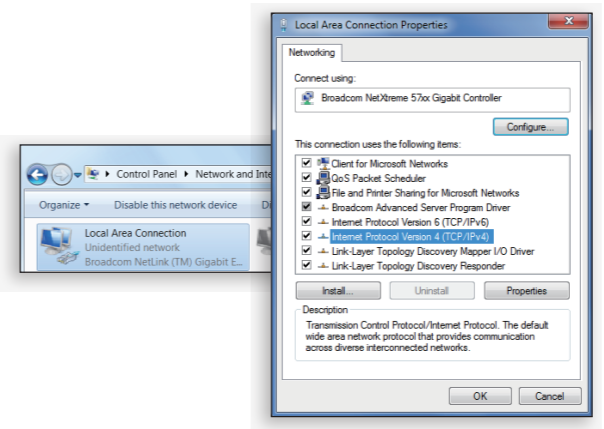 Control Panel ▸ Network and Inte
Organize ▾ Disable this network device Di
Local Area Connection
Unidentified network
Broadcom NetLink (TM) Gigabit E...
Local Area Connection Properties
Networking
Connect using:
Broadcom NetXtreme 57xx Gigabit Controller
Configure...
This connection uses the following items:
Client for Microsoft Networks
QoS Packet Scheduler
File and Printer Sharing for Microsoft Networks
Broadcom Advanced Server Program Driver
Internet Protocol Version 6 (TCP/IPv6)
Internet Protocol Version 4 (TCP/IPv4)
Link-Layer Topology Discovery Mapper I/O Driver
Link-Layer Topology Discovery Responder
Install... Uninstall Properties
Description
Transmission Control Protocol/Internet Protocol. The default
wide area network protocol that provides communication
across diverse interconnected networks.
OK Cancel